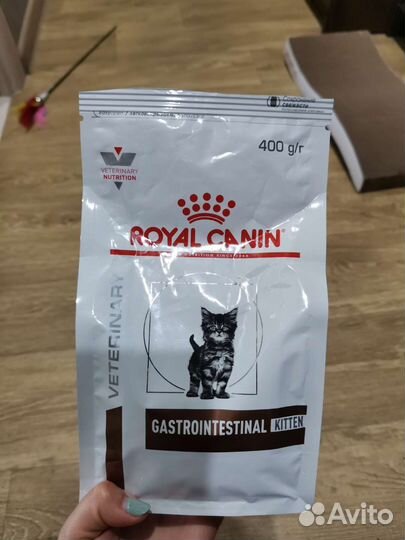 400 g/г
VETERINARY
NUTRITION
ROYAL CANIN
VETERINARY
GASTROINTESTINAL KITTEN
Avito